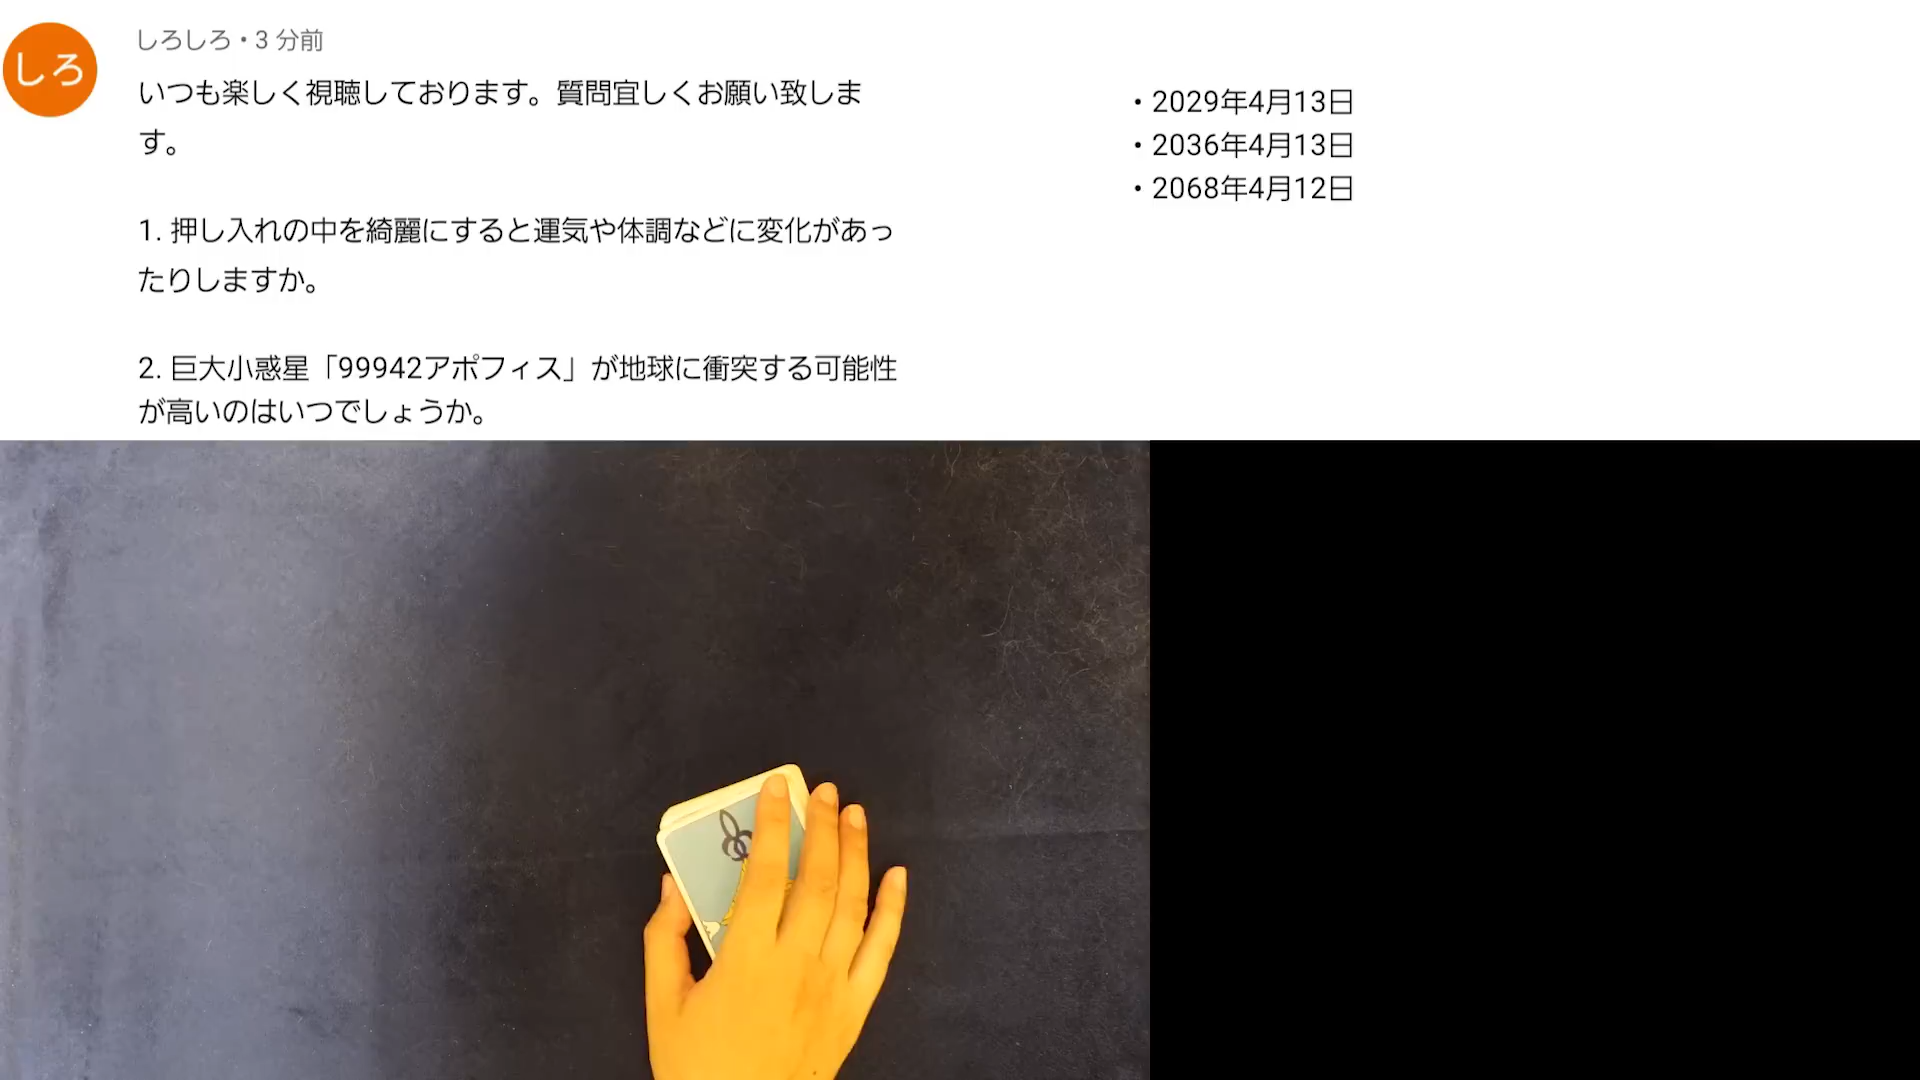 しろ
しろしろ・3 分前
いつも楽しく視聴しております。質問宜しくお願い致しま
す。
1. 押し入れの中を綺麗にすると運気や体調などに変化があっ
たりしますか。
2. 巨大小惑星「99942アポフィス」が地球に衝突する可能性
が高いのはいつでしょうか。
・2029年4月13日
・2036年4月13日
・2068年4月12日